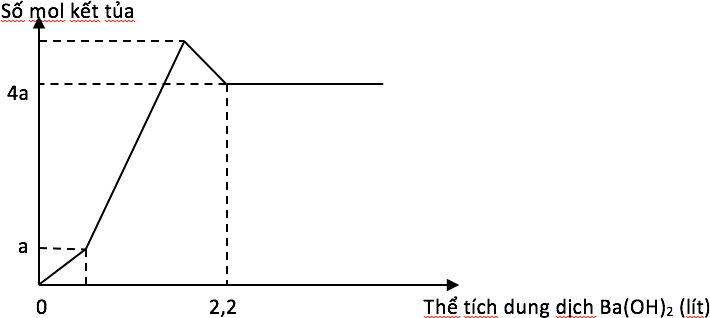 Số mol kết tủa
4a
a
0
2,2
Thể tích dung dịch Ba(OH)₂ (lít)